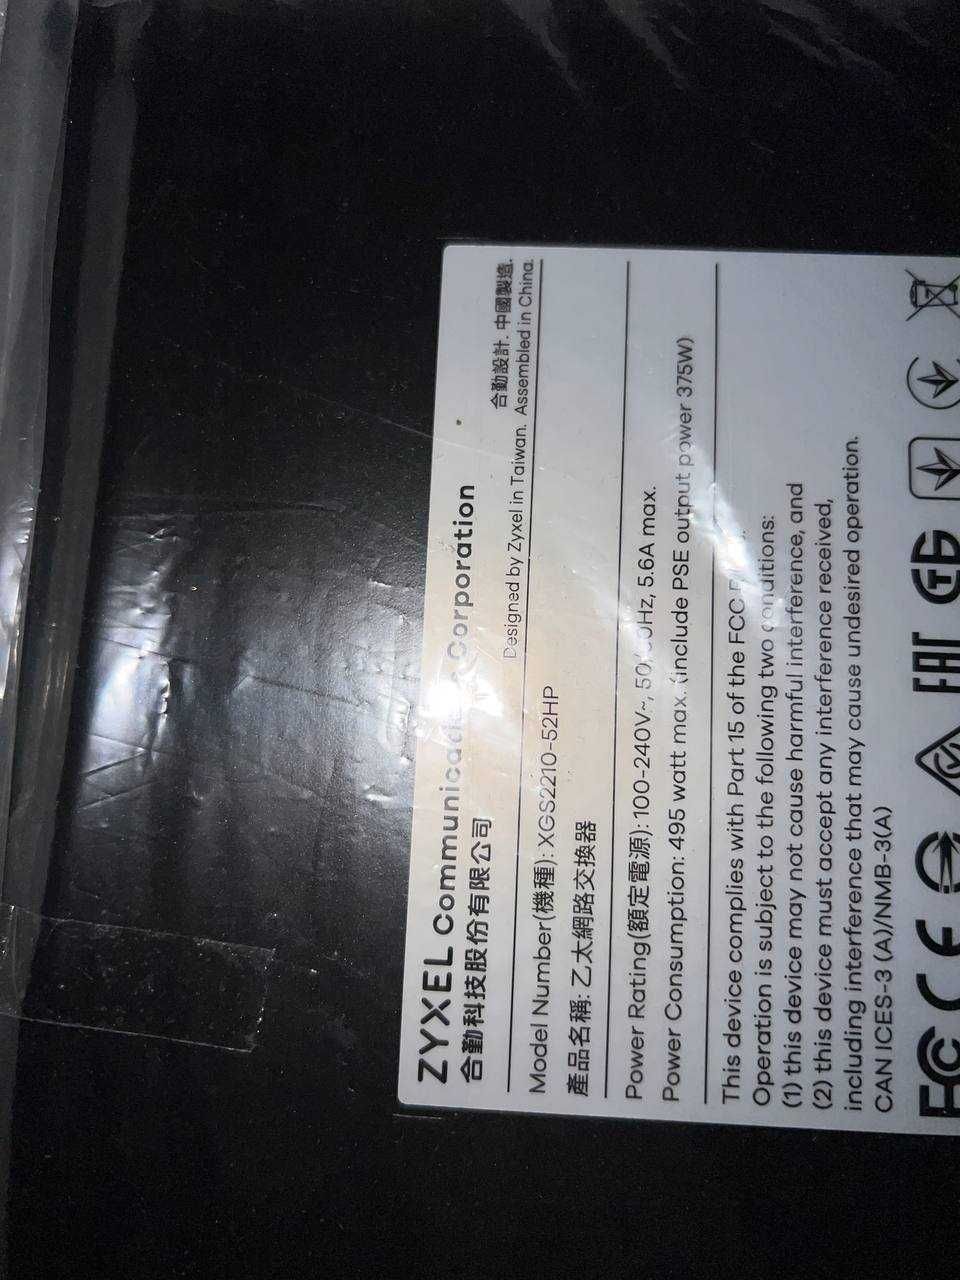 ZYXEL Communications Corporation
合勤科技股份有限公司
合勤設計. 中國製造.
Designed by Zyxel in Taiwan. Assembled in China.
Model Number(機種): XGS2210-52HP
產品名稱: 乙太網路交換器
Power Rating(額定電源): 100-240V~, 50/60Hz, 5.6A max.
Power Consumption: 495 watt max. (include PSE output power 375W)
This device complies with Part 15 of the FCC
Operation is subject to the following two conditions:
(1) this device may not cause harmful interference, and
(2) this device must accept any interference received,
including interference that may cause undesired operation.
CAN ICES-3 (A)/NMB-3(A)
FC CE EAC